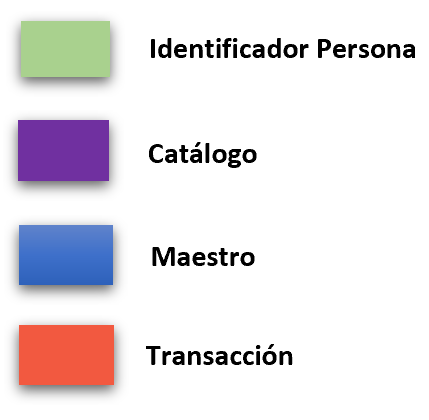 Identificador Persona
Catálogo
Maestro
Transacción